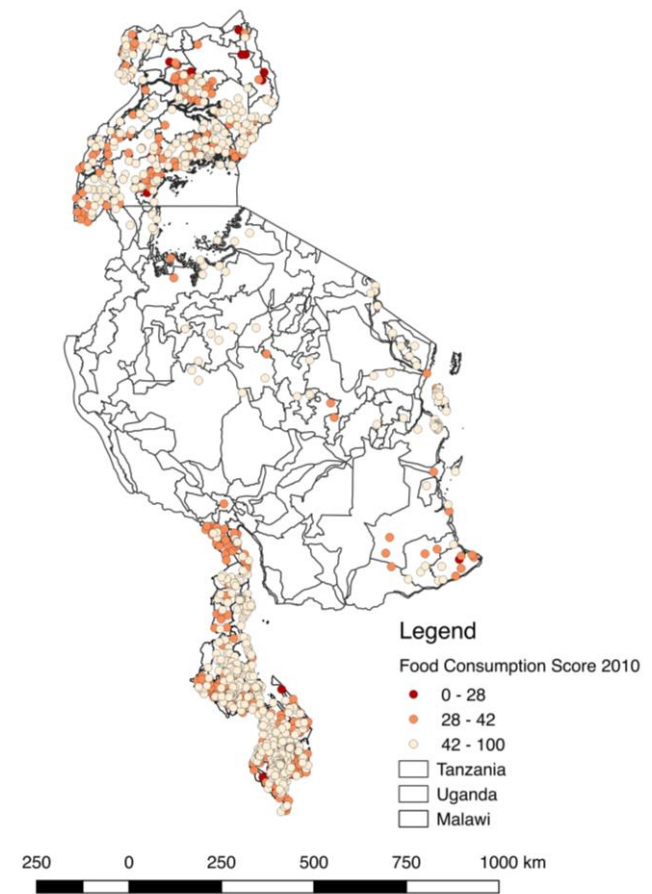 Legend
Food Consumption Score 2010
0 - 28
28 - 42
42 - 100
Tanzania
Uganda
Malawi
250 0 250 500 750 1000 km